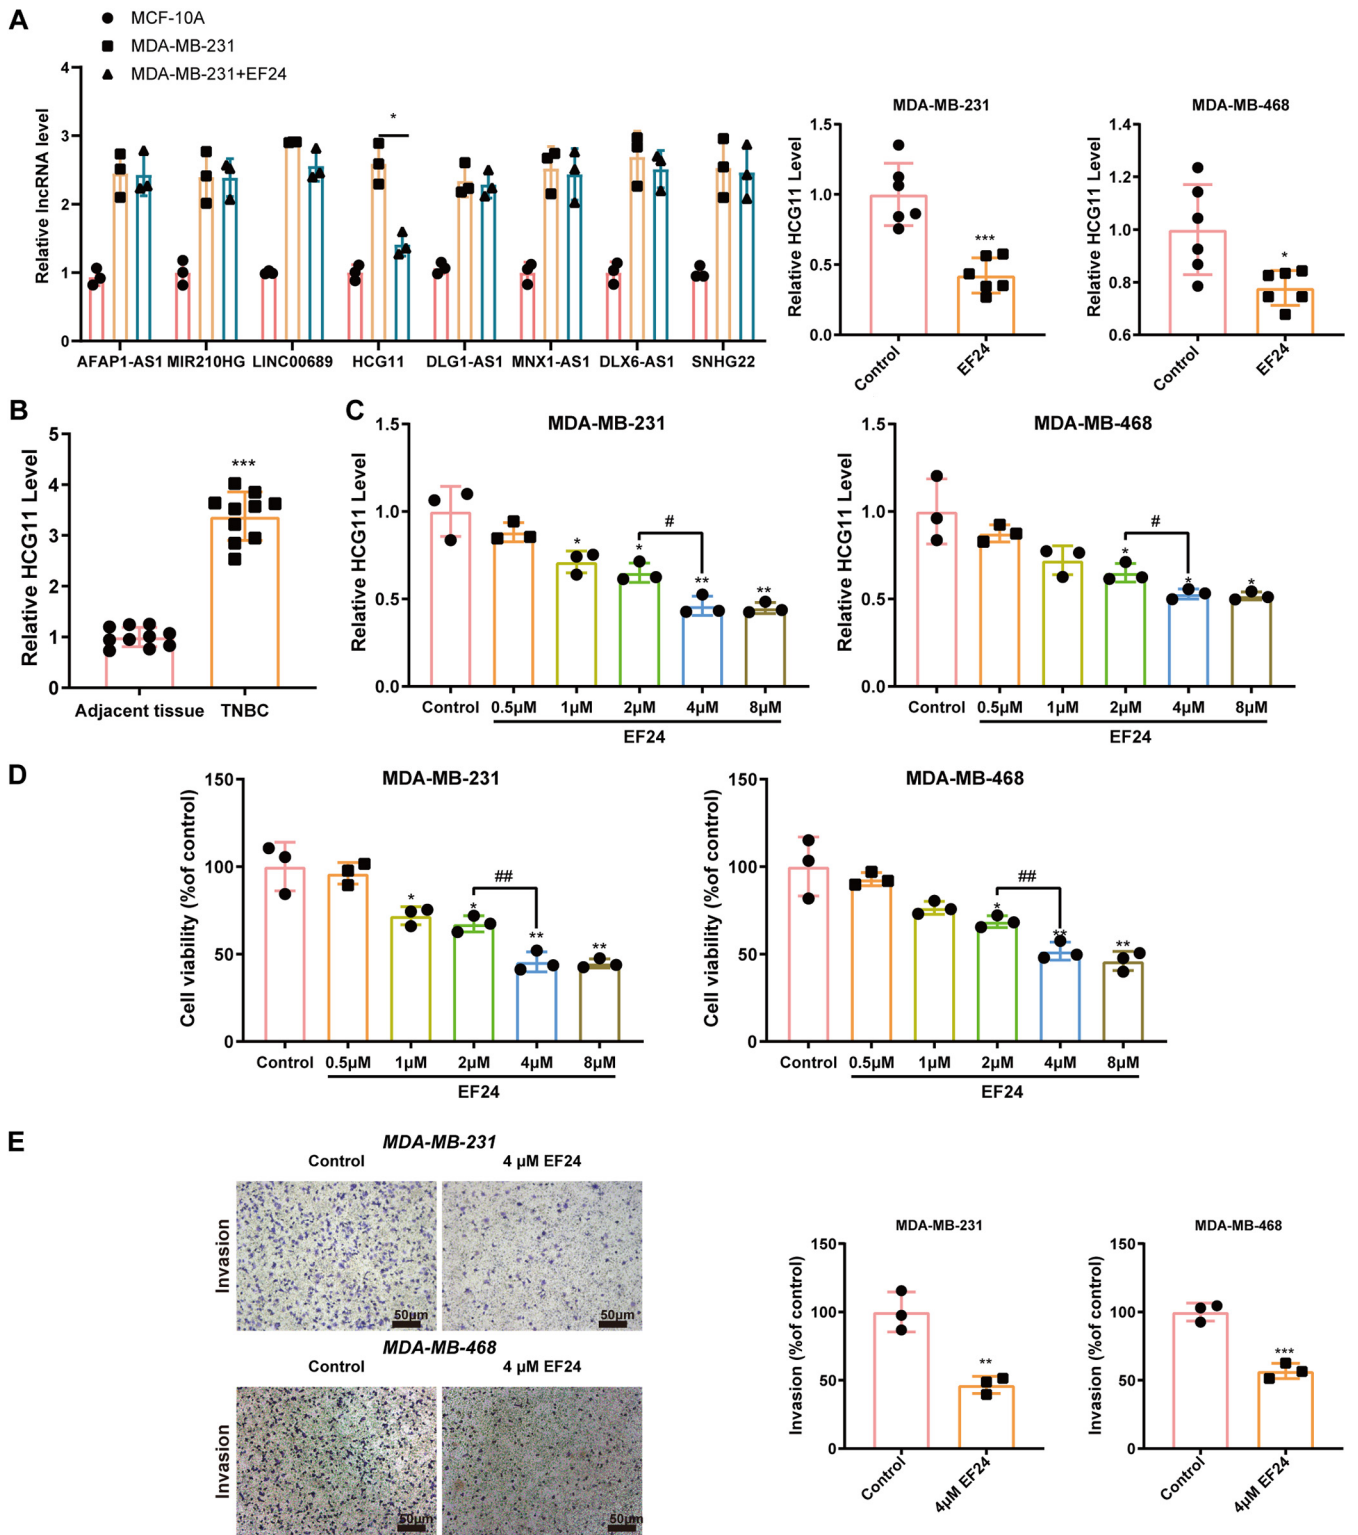 A
MCF-10A
MDA-MB-231
MDA-MB-231+EF24
Relative lncRNA level
4
3
2
1
0
*
AFAP1-AS1 MIR210HG LINC00689 HCG11 DLG1-AS1 MNX1-AS1 DLX6-AS1 SNHG22
MDA-MB-231
Relative HCG11 Level
1.5
1.0
0.5
0.0
***
Control
EF24
MDA-MB-468
Relative HCG11 Level
1.4
1.2
1.0
0.8
0.6
*
Control
EF24
B
Relative HCG11 Level
5
4
3
2
1
0
***
Adjacent tissue TNBC
C
MDA-MB-231
Relative HCG11 Level
1.5
1.0
0.5
0.0
* * # ** **
Control 0.5μM 1μM 2μM 4μM 8μM
EF24
MDA-MB-468
Relative HCG11 Level
1.5
1.0
0.5
0.0
* # * *
Control 0.5μM 1μM 2μM 4μM 8μM
EF24
D
MDA-MB-231
Cell viability (%of control)
150
100
50
0
* * ## ** **
Control 0.5μM 1μM 2μM 4μM 8μM
EF24
MDA-MB-468
Cell viability (%of control)
150
100
50
0
* ## ** **
Control 0.5μM 1μM 2μM 4μM 8μM
EF24
E
MDA-MB-231
Control 4 μM EF24
Invasion
50μm 50μm
MDA-MB-468
Control 4 μM EF24
Invasion
50μm 50μm
MDA-MB-231
Invasion (%of control)
150
100
50
0
**
Control
4μM EF24
MDA-MB-468
Invasion (%of control)
150
100
50
0
***
Control
4μM EF24